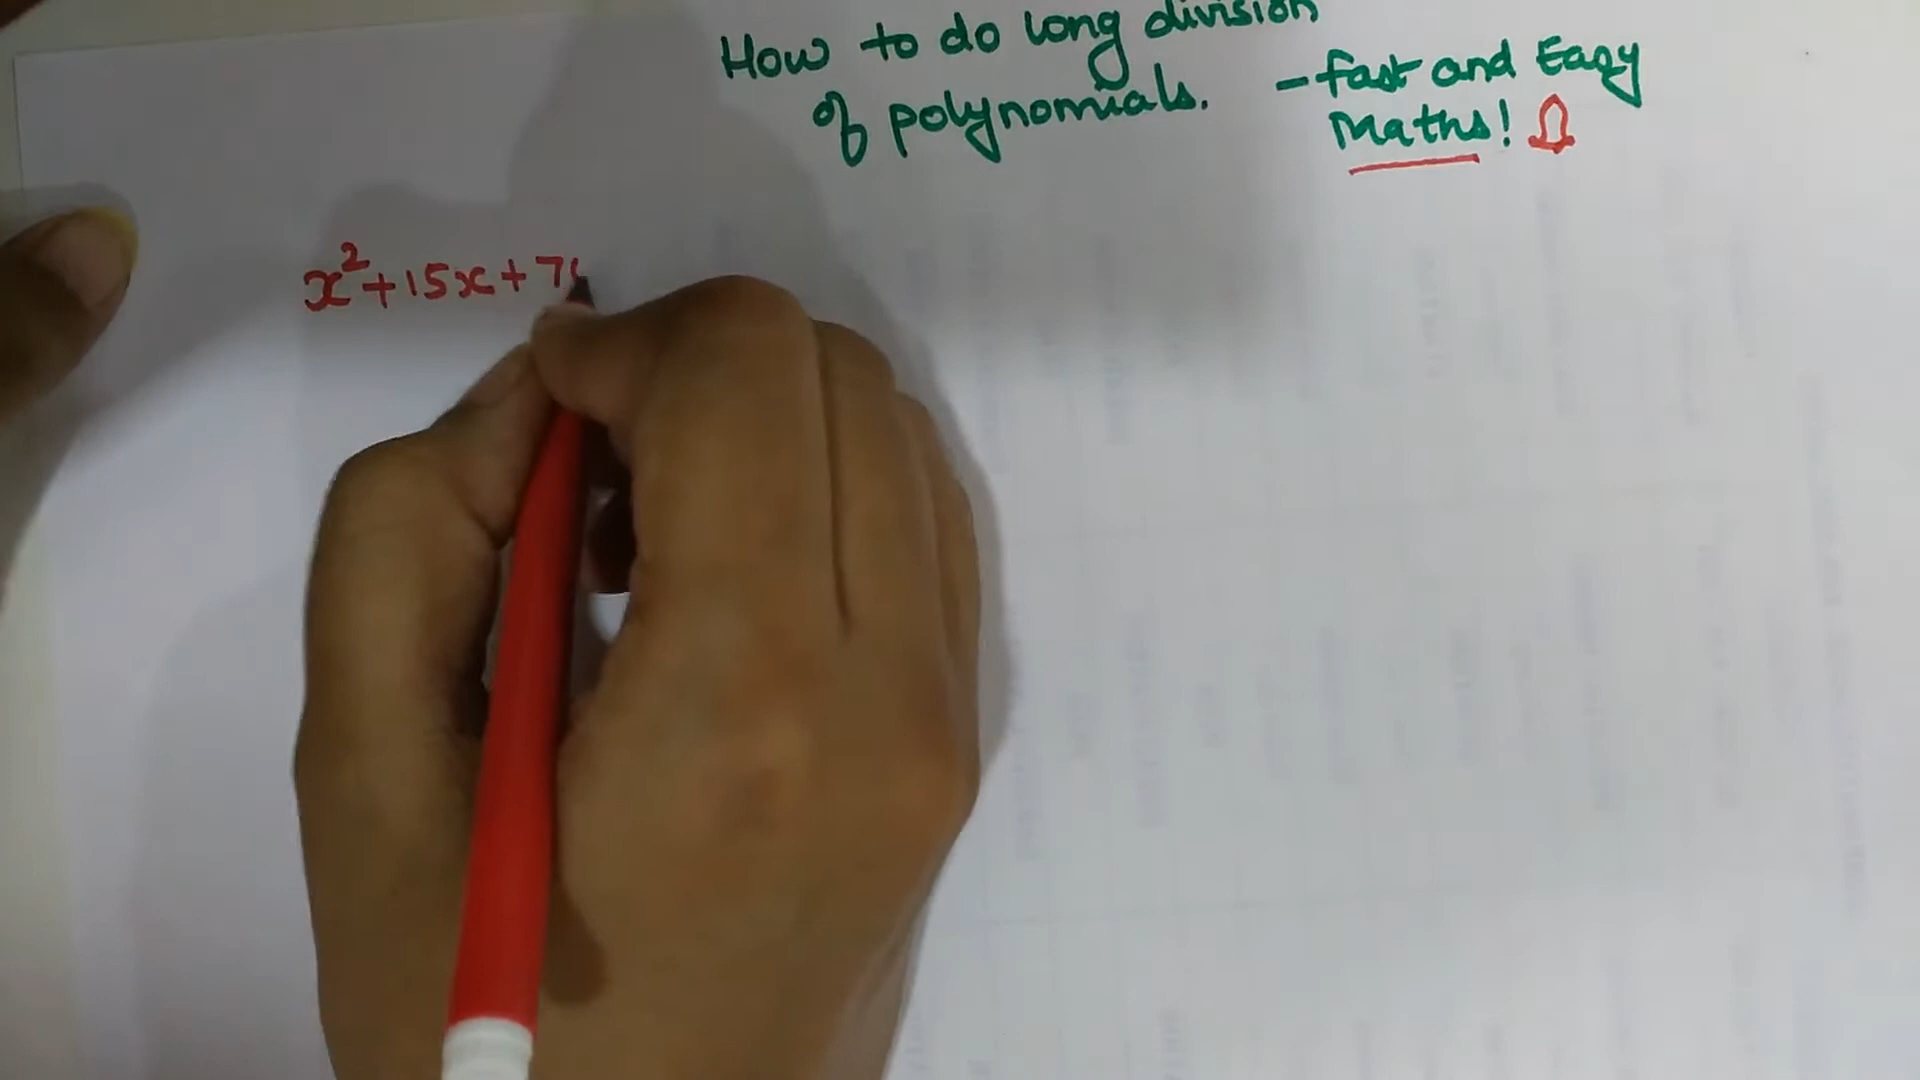 How to do long division
of polynomials.
- Fast and Easy
Maths!
x²+15x+7